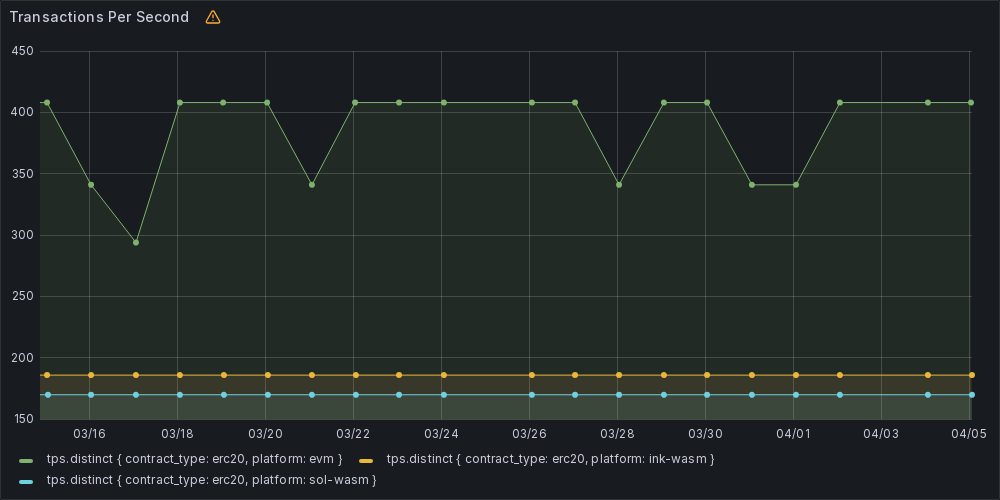 Transactions Per Second
450
400
350
300
250
200
150
03/16 03/18 03/20 03/22 03/24 03/26 03/28 03/30 04/01 04/03 04/05
tps.distinct { contract_type: erc20, platform: evm } tps.distinct { contract_type: erc20, platform: ink-wasm }
tps.distinct { contract_type: erc20, platform: sol-wasm }